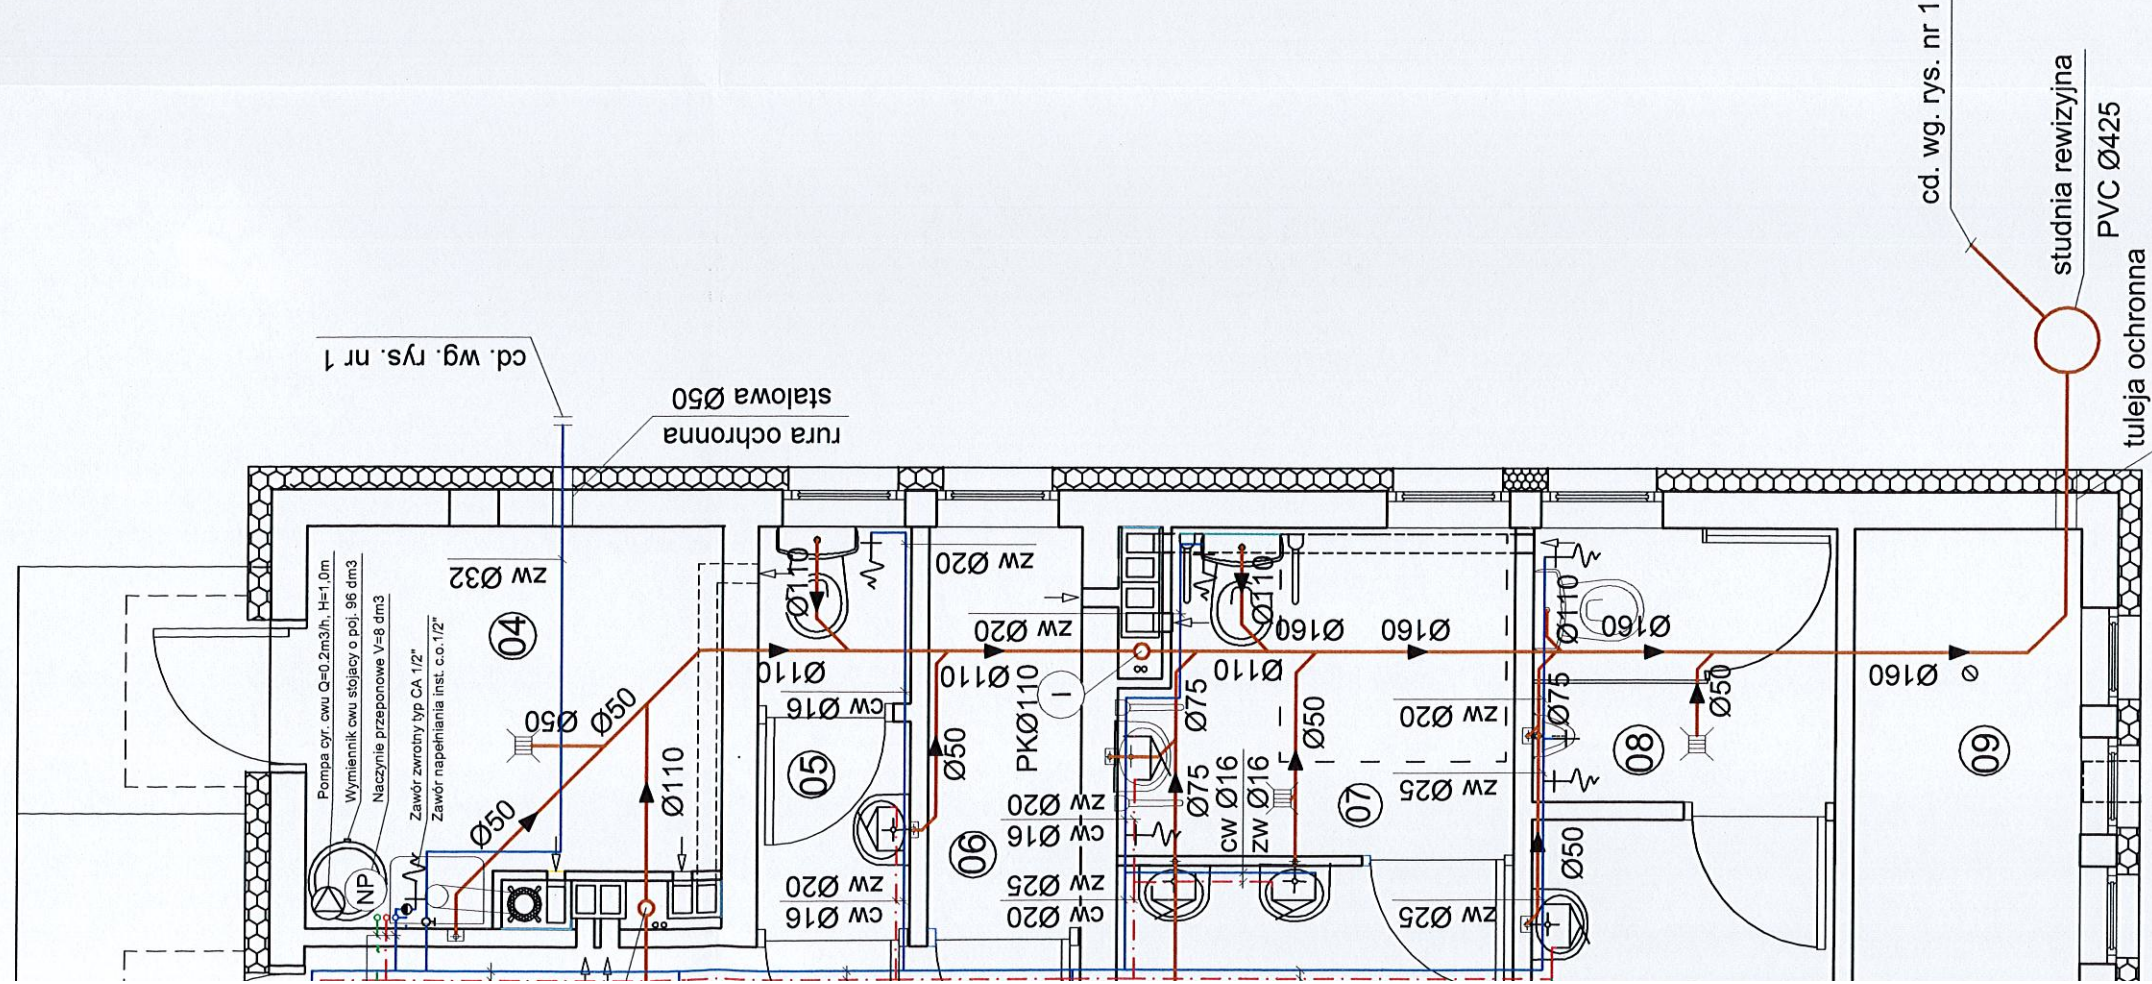 cd. wg. rys. nr 1
studnia rewizyjna
PVC Ø425
tuleja ochronna
cd. wg. rys. nr 1
rura ochronna
stalowa Ø50
Pompa cyr. cwu Q=0.2m3/h, H=1,0m
Wymiennik cwu stojący o poj. 96 dm3
Naczynie przeponowe V=8 dm3
Zawór zwrotny typ CA 1/2"
Zawór napełniania inst. c.o. 1/2"
NP
zw Ø32
04
Ø50
Ø50
Ø50
Ø110
Ø110
Ø110
cw Ø16
05
zw Ø20
cw Ø16
zw Ø20
zw Ø20
Ø110
PKØ110
I
Ø50
06
zw Ø20
cw Ø16
zw Ø25
cw Ø20
Ø110
Ø160
Ø160
Ø110
Ø75
Ø75
cw Ø16
zw Ø16
Ø50
07
zw Ø20
zw Ø25
zw Ø25
Ø110
Ø160
Ø75
Ø50
08
Ø50
Ø160
09